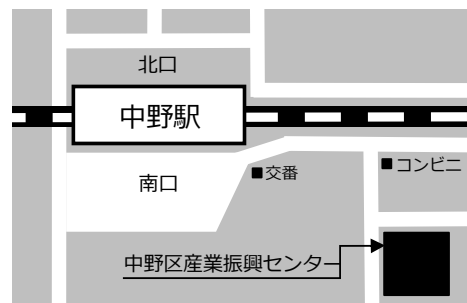 北口
中野駅
南口
■交番
■コンビニ
中野区産業振興センター